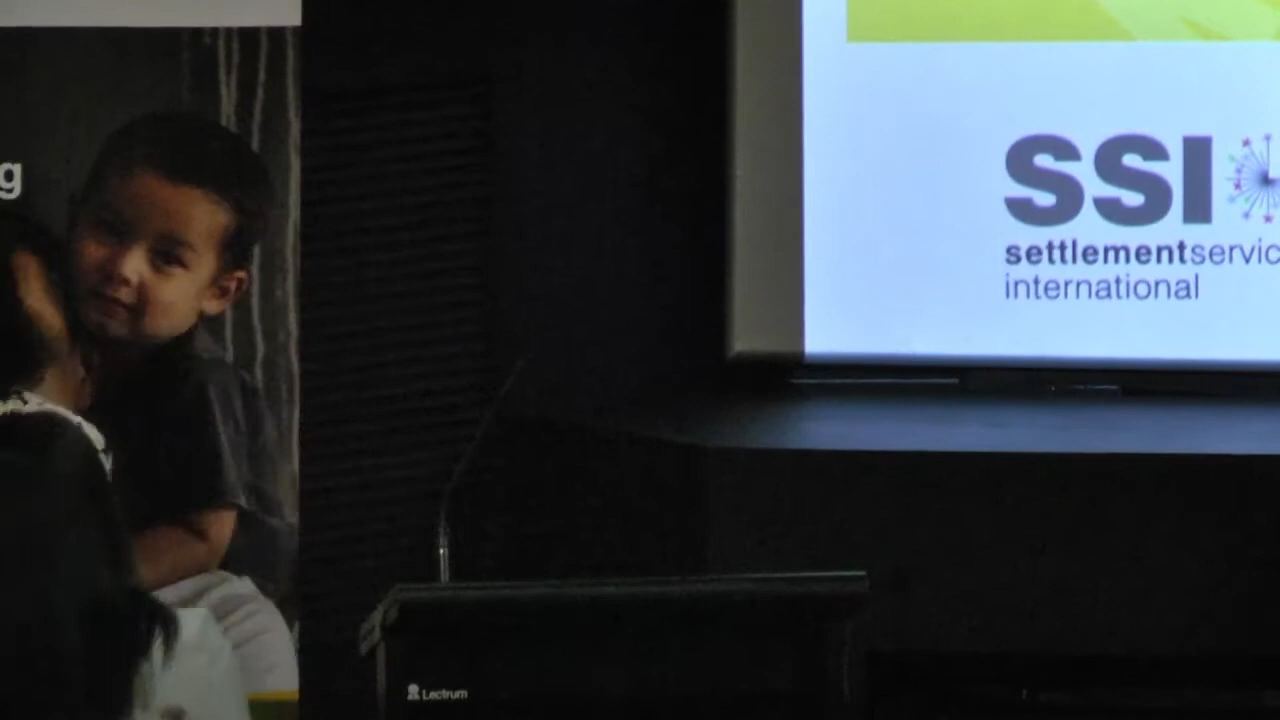 g
SSI
settlementservic
international
Lectrum